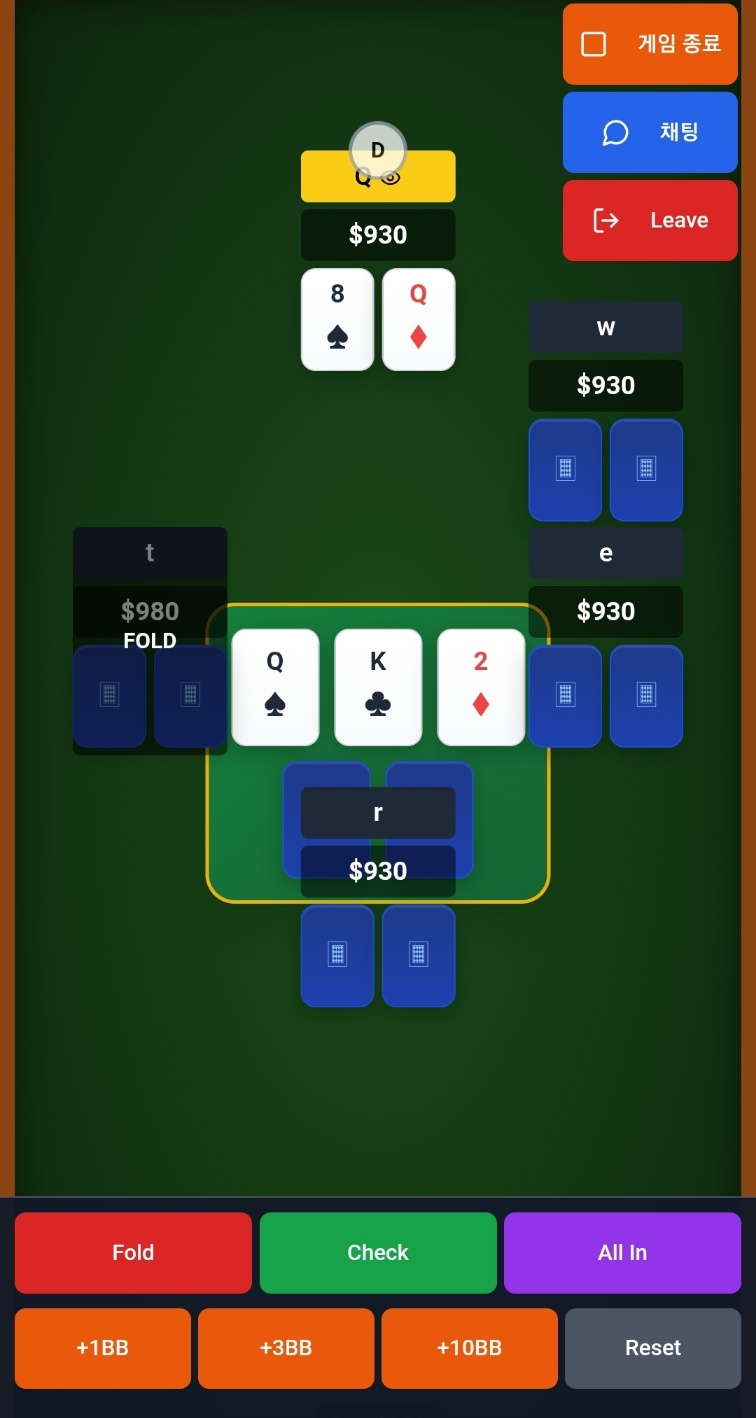 게임 종료
채팅
Leave
D
Q
$930
8
Q
w
$930
e
$930
t
$980
FOLD
Q
K
2
r
$930
Fold
Check
All In
+1BB
+3BB
+10BB
Reset